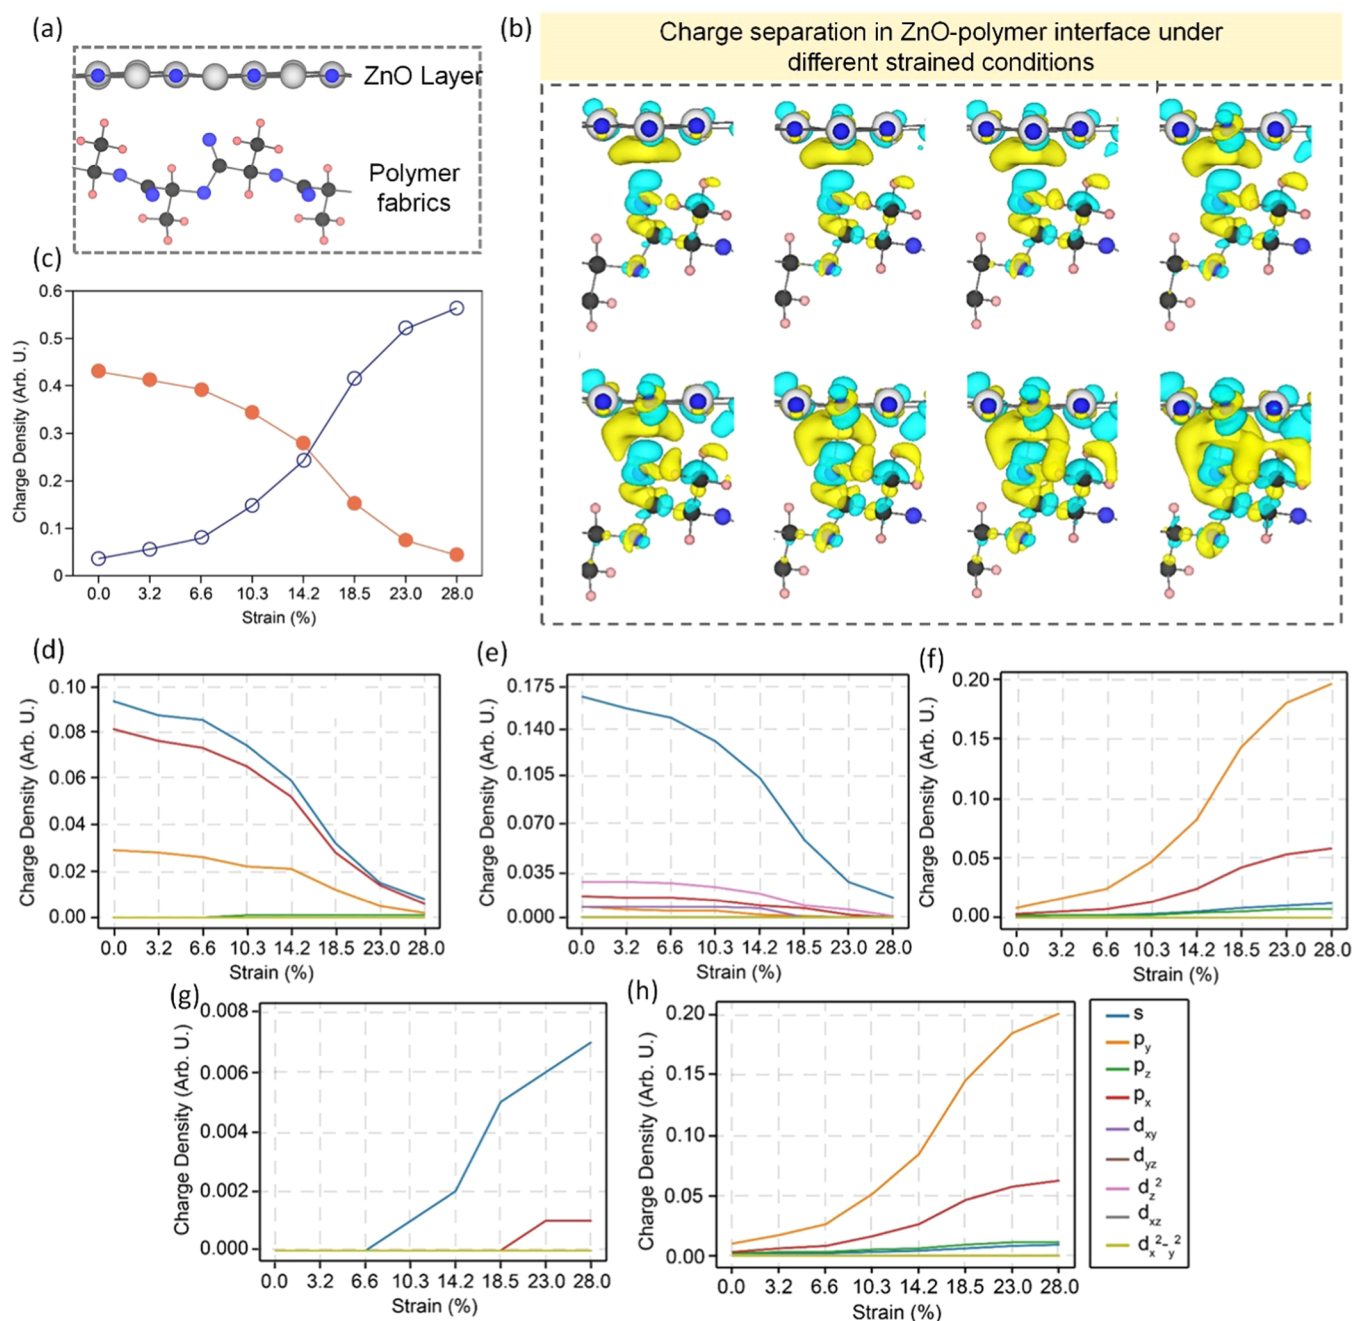 (a)
ZnO Layer
Polymer
fabrics
(b)
Charge separation in ZnO-polymer interface under
different strained conditions
(c)
Charge Density (Arb. U.)
0.6
0.5
0.4
0.3
0.2
0.1
0
0.0 3.2 6.6 10.3 14.2 18.5 23.0 28.0
Strain (%)
(d)
Charge Density (Arb. U.)
0.10
0.08
0.06
0.04
0.02
0.00
0.0 3.2 6.6 10.3 14.2 18.5 23.0 28.0
Strain (%)
(e)
Charge Density (Arb. U.)
0.175
0.140
0.105
0.070
0.035
0.000
0.0 3.2 6.6 10.3 14.2 18.5 23.0 28.0
Strain (%)
(f)
Charge Density (Arb. U.)
0.20
0.15
0.10
0.05
0.00
0.0 3.2 6.6 10.3 14.2 18.5 23.0 28.0
Strain (%)
(g)
Charge Density (Arb. U.)
0.008
0.006
0.004
0.002
0.000
0.0 3.2 6.6 10.3 14.2 18.5 23.0 28.0
Strain (%)
(h)
Charge Density (Arb. U.)
0.20
0.15
0.10
0.05
0.00
0.0 3.2 6.6 10.3 14.2 18.5 23.0 28.0
Strain (%)
s
p_y
p_z
p_x
d_xy
d_yz
d_z²
d_xz
d_x²-y²